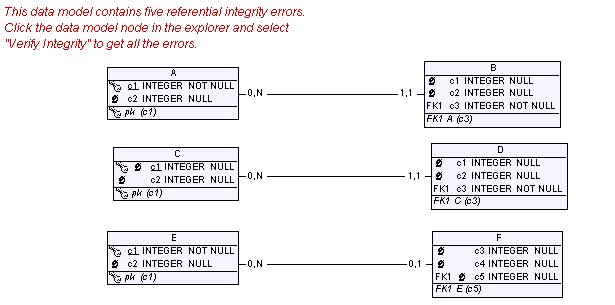 This data model contains five referential integrity errors.
Click the data model node in the explorer and select
"Verify Integrity" to get all the errors.
A
c1 INTEGER NOT NULL
c2 INTEGER NULL
pk (c1)
0,N
1,1
B
c1 INTEGER NULL
c2 INTEGER NULL
FK1 c3 INTEGER NOT NULL
FK1 A (c3)
C
c1 INTEGER NULL
c2 INTEGER NULL
pk (c1)
0,N
1,1
D
c1 INTEGER NULL
c2 INTEGER NULL
FK1 c3 INTEGER NOT NULL
FK1 C (c3)
E
c1 INTEGER NOT NULL
c2 INTEGER NULL
pk (c1)
0,N
0,1
F
c3 INTEGER NULL
c4 INTEGER NULL
FK1 c5 INTEGER NULL
FK1 E (c5)